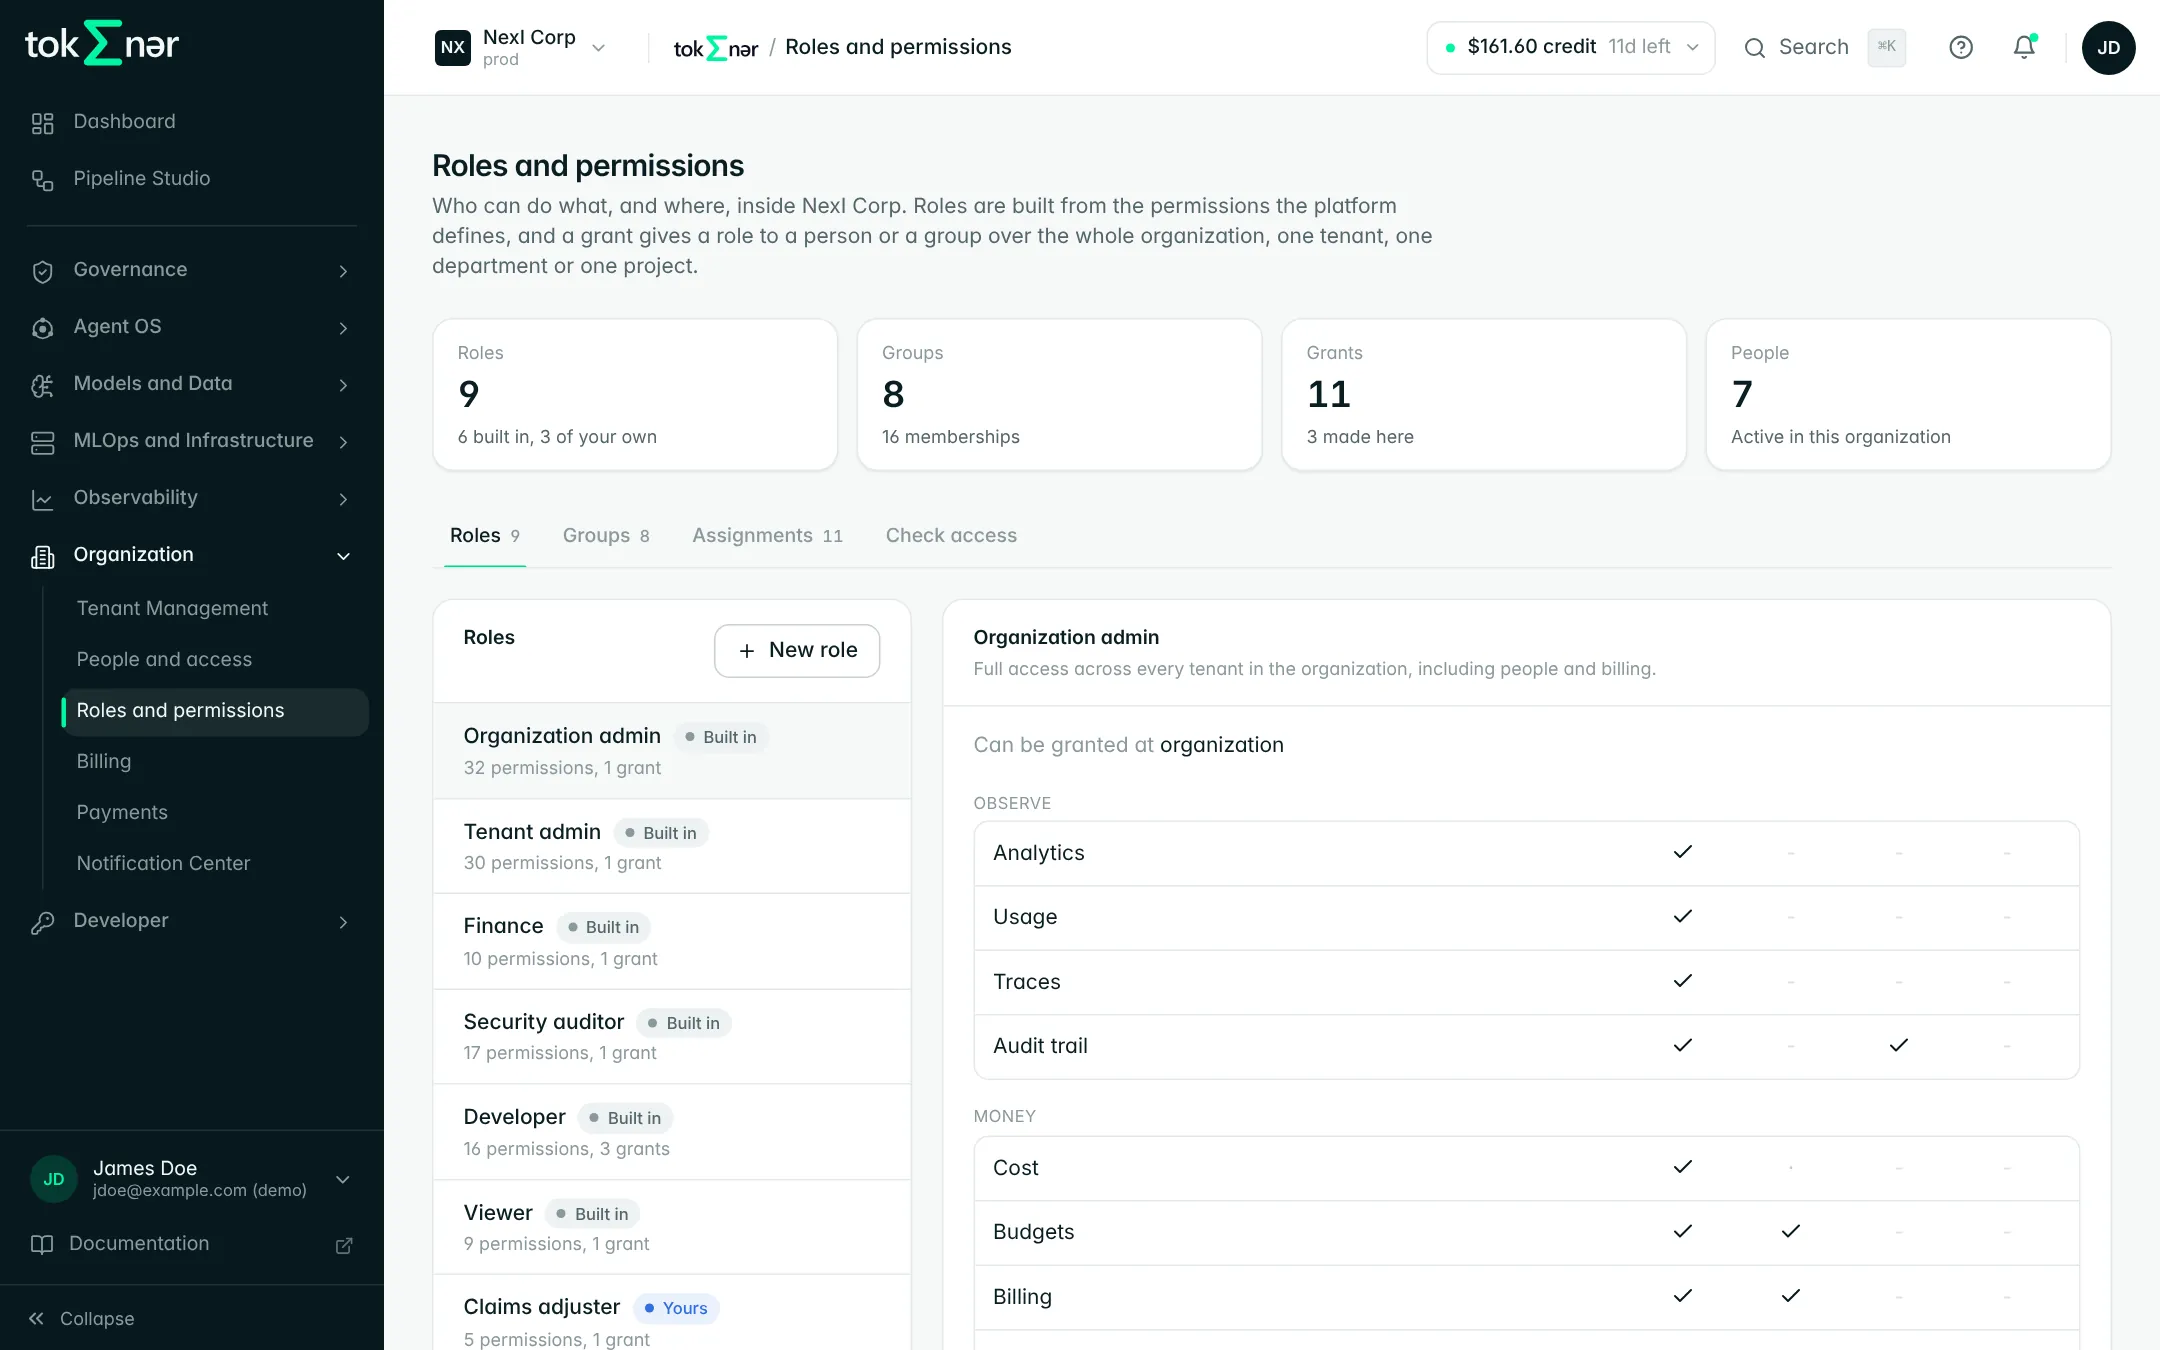 tokΣnər
Dashboard
Pipeline Studio
Governance
Agent OS
Models and Data
MLOps and Infrastructure
Observability
Organization
Tenant Management
People and access
Roles and permissions
Billing
Payments
Notification Center
Developer
JD
James Doe
jdoe@example.com (demo)
Documentation
Collapse
NX
Nexl Corp
prod
tokΣnər / Roles and permissions
$161.60 credit 11d left
Search ⌘K
JD
Roles and permissions
Who can do what, and where, inside Nexl Corp. Roles are built from the permissions the platform
defines, and a grant gives a role to a person or a group over the whole organization, one tenant, one
department or one project.
Roles
9
6 built in, 3 of your own
Groups
8
16 memberships
Grants
11
3 made here
People
7
Active in this organization
Roles 9
Groups 8
Assignments 11
Check access
Roles
+ New role
Organization admin Built in
32 permissions, 1 grant
Tenant admin Built in
30 permissions, 1 grant
Finance Built in
10 permissions, 1 grant
Security auditor Built in
17 permissions, 1 grant
Developer Built in
16 permissions, 3 grants
Viewer Built in
9 permissions, 1 grant
Claims adjuster Yours
5 permissions, 1 grant
Organization admin
Full access across every tenant in the organization, including people and billing.
Can be granted at organization
OBSERVE
Analytics ✓ - - -
Usage ✓ - - -
Traces ✓ - - -
Audit trail ✓ - ✓ -
MONEY
Cost ✓ · - -
Budgets ✓ ✓ - -
Billing ✓ ✓ - -